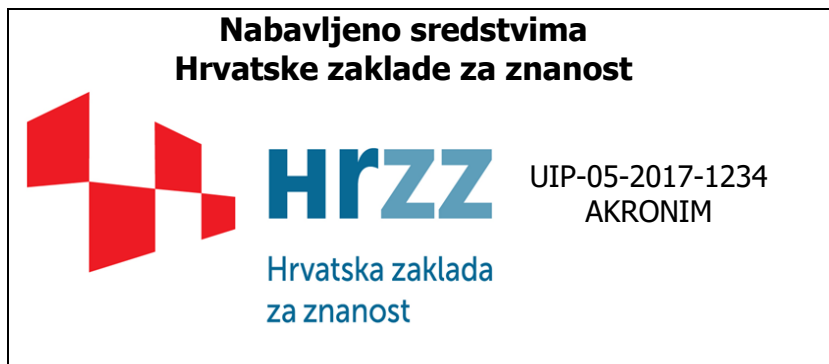 Nabavljeno sredstvima
Hrvatske zaklade za znanost
Hrzz
Hrvatska zaklada
za znanost
UIP-05-2017-1234
AKRONIM